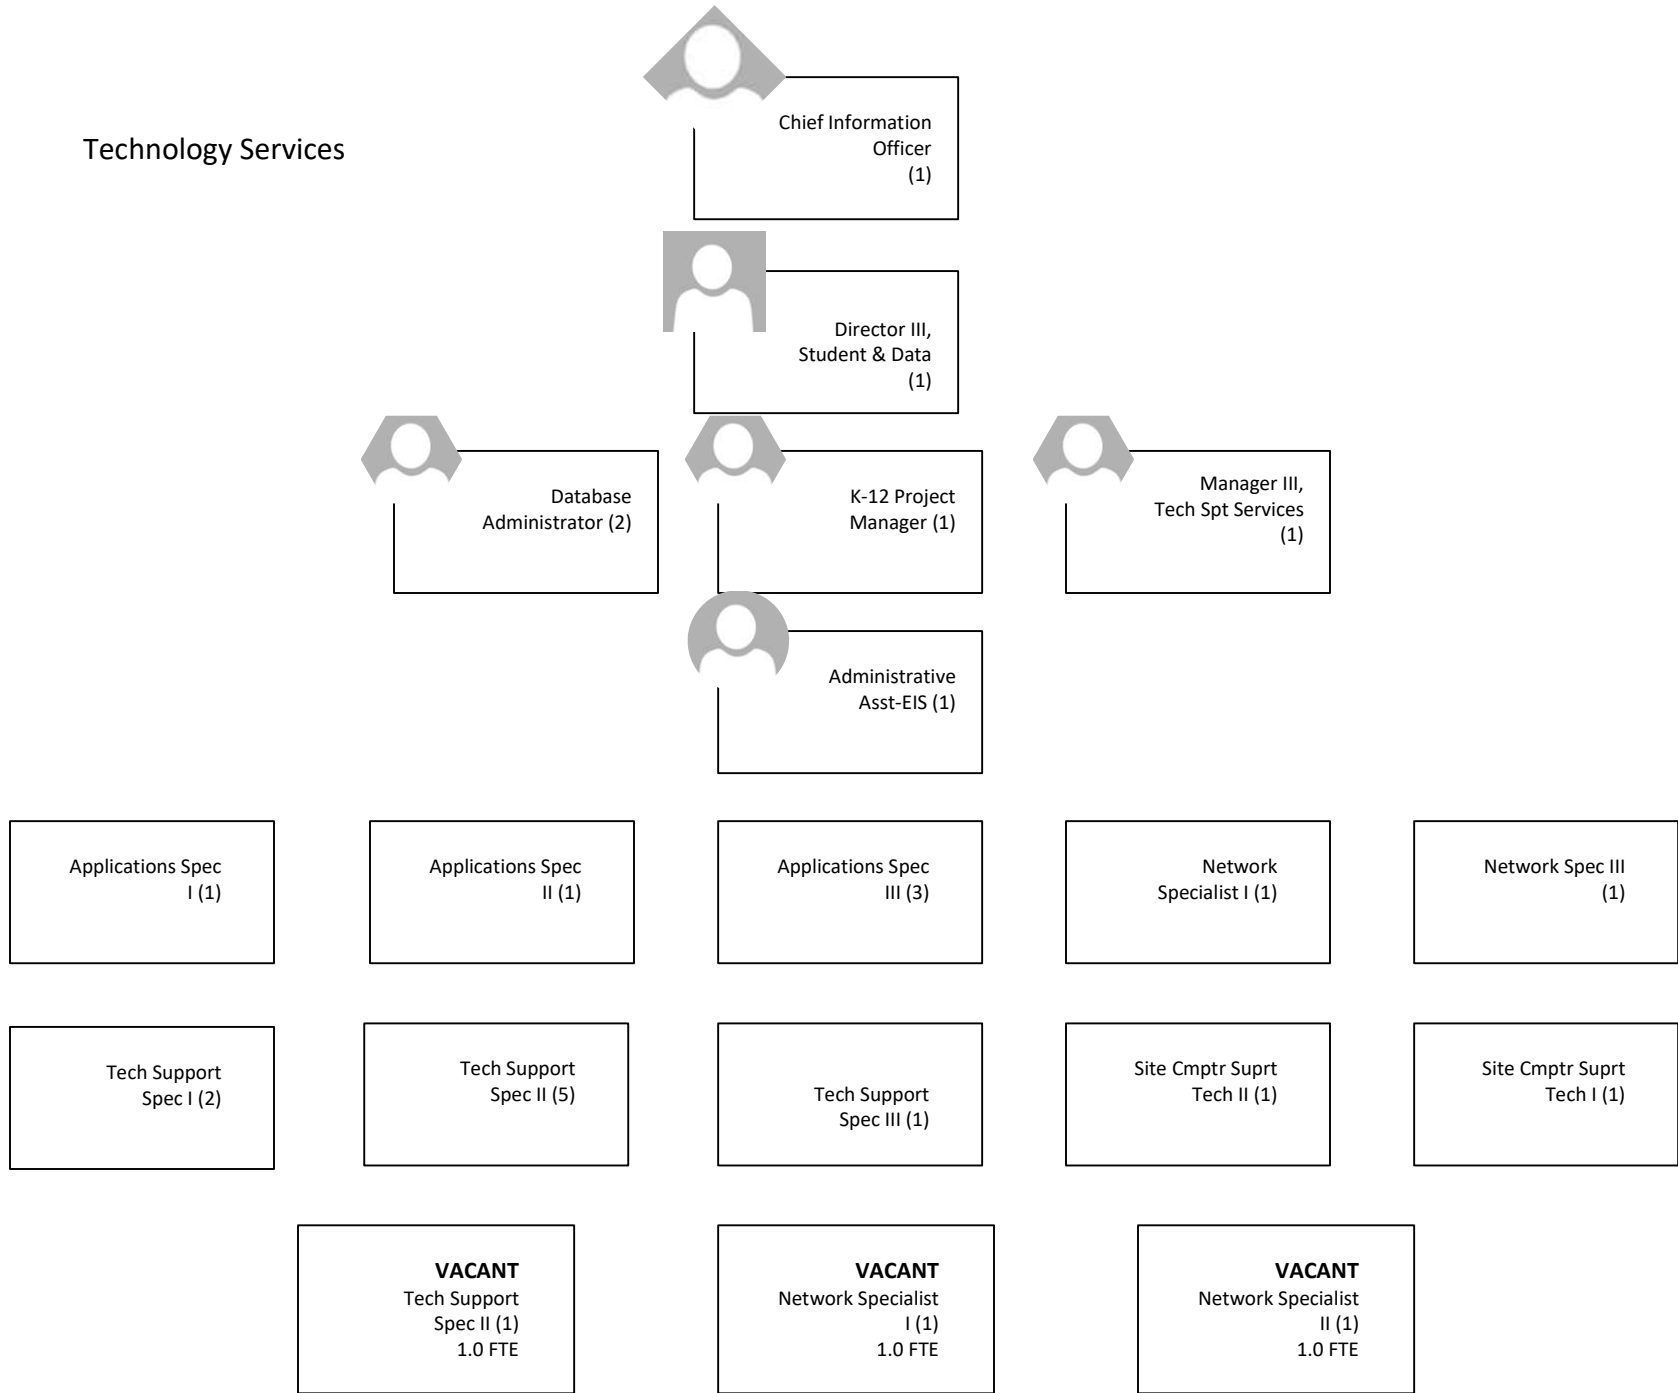 Technology Services
Chief Information
Officer
(1)
Director III,
Student & Data
(1)
Database
Administrator (2)
K-12 Project
Manager (1)
Manager III,
Tech Spt Services
(1)
Administrative
Asst-EIS (1)
Applications Spec
I (1)
Applications Spec
II (1)
Applications Spec
III (3)
Network
Specialist I (1)
Network Spec III
(1)
Tech Support
Spec I (2)
Tech Support
Spec II (5)
Tech Support
Spec III (1)
Site Cmptr Suprt
Tech II (1)
Site Cmptr Suprt
Tech I (1)
VACANT
Tech Support
Spec II (1)
1.0 FTE
VACANT
Network Specialist
I (1)
1.0 FTE
VACANT
Network Specialist
II (1)
1.0 FTE